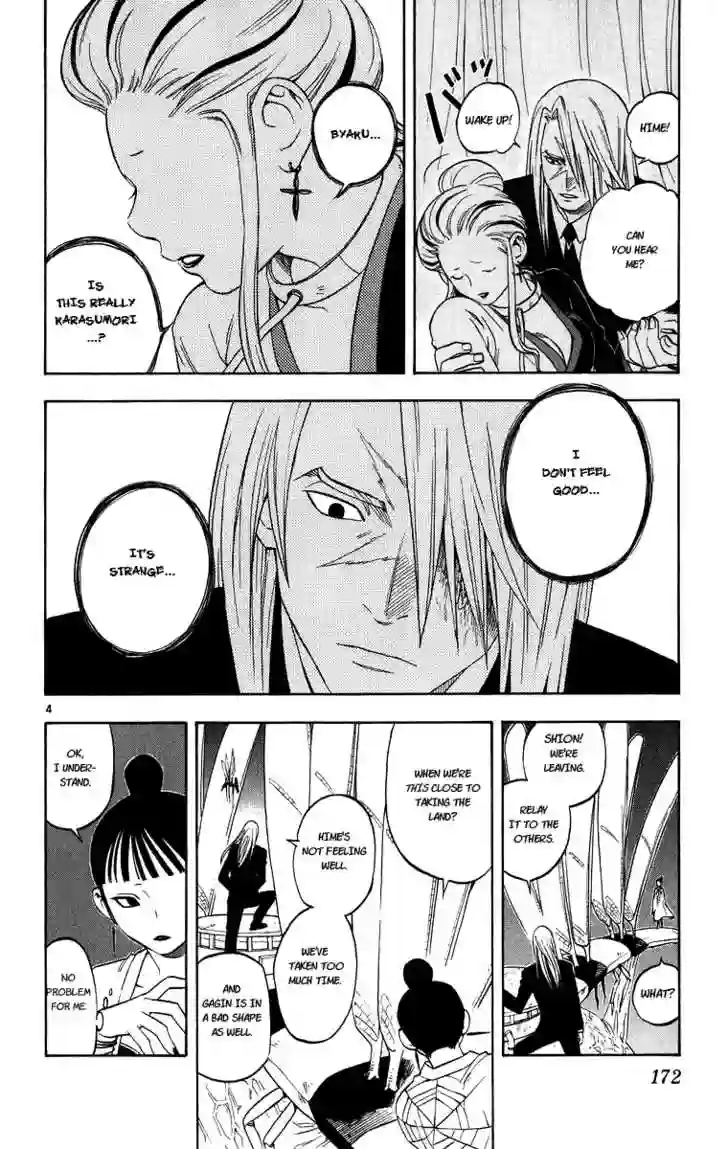 HIME!
WAKE UP!
CAN
YOU HEAR
ME?
BYAKU...
IS
THIS REALLY
KARASUMORI
...?
I
DON'T FEEL
GOOD...
IT'S
STRANGE...
4
SHION!
WE'RE
LEAVING.
RELAY
IT TO THE
OTHERS.
WHAT?
WHEN WE'RE
THIS CLOSE TO
TAKING THE
LAND?
HIME'S
NOT FEELING
WELL.
WE'VE
TAKEN TOO
MUCH TIME.
AND
GAGIN IS IN
A BAD SHAPE
AS WELL.
OK,
I UNDER-
STAND.
NO
PROBLEM
FOR ME.
172